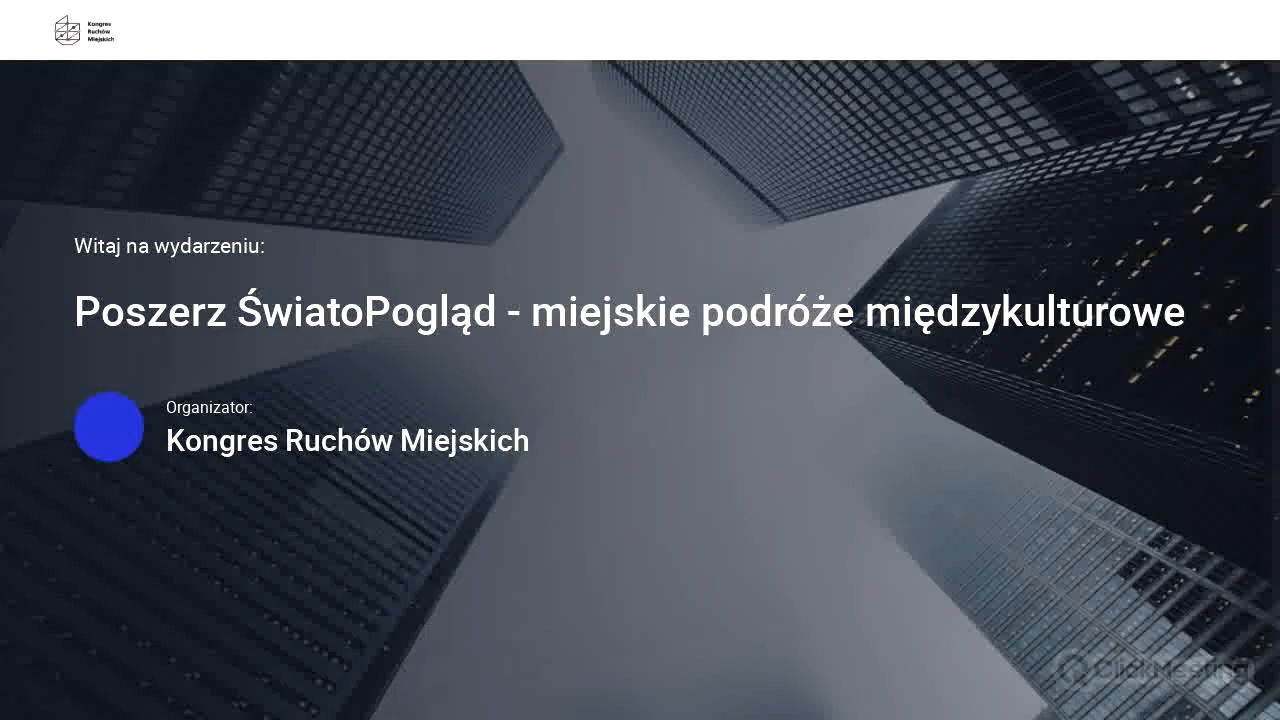 Kongres
Ruchów
Miejskich
Witaj na wydarzeniu:
Poszerz ŚwiatoPogląd - miejskie podróże międzykulturowe
Organizator:
Kongres Ruchów Miejskich
ClickMeeting